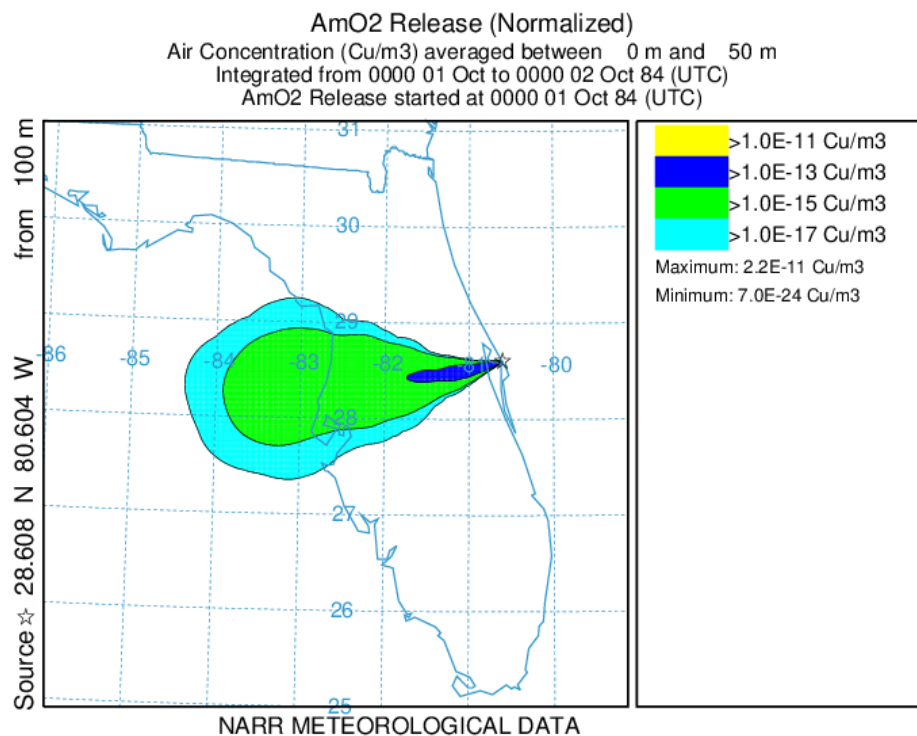 AmO2 Release (Normalized)
Air Concentration (Cu/m3) averaged between 0 m and 50 m
Integrated from 0000 01 Oct to 0000 02 Oct 84 (UTC)
AmO2 Release started at 0000 01 Oct 84 (UTC)
Source ☆ 28.608 N 80.604 W from 100 m
31
30
29
-86
-85
-84
-83
-82
-80
28
27
26
25
>1.0E-11 Cu/m3
>1.0E-13 Cu/m3
>1.0E-15 Cu/m3
>1.0E-17 Cu/m3
Maximum: 2.2E-11 Cu/m3
Minimum: 7.0E-24 Cu/m3
NARR METEOROLOGICAL DATA